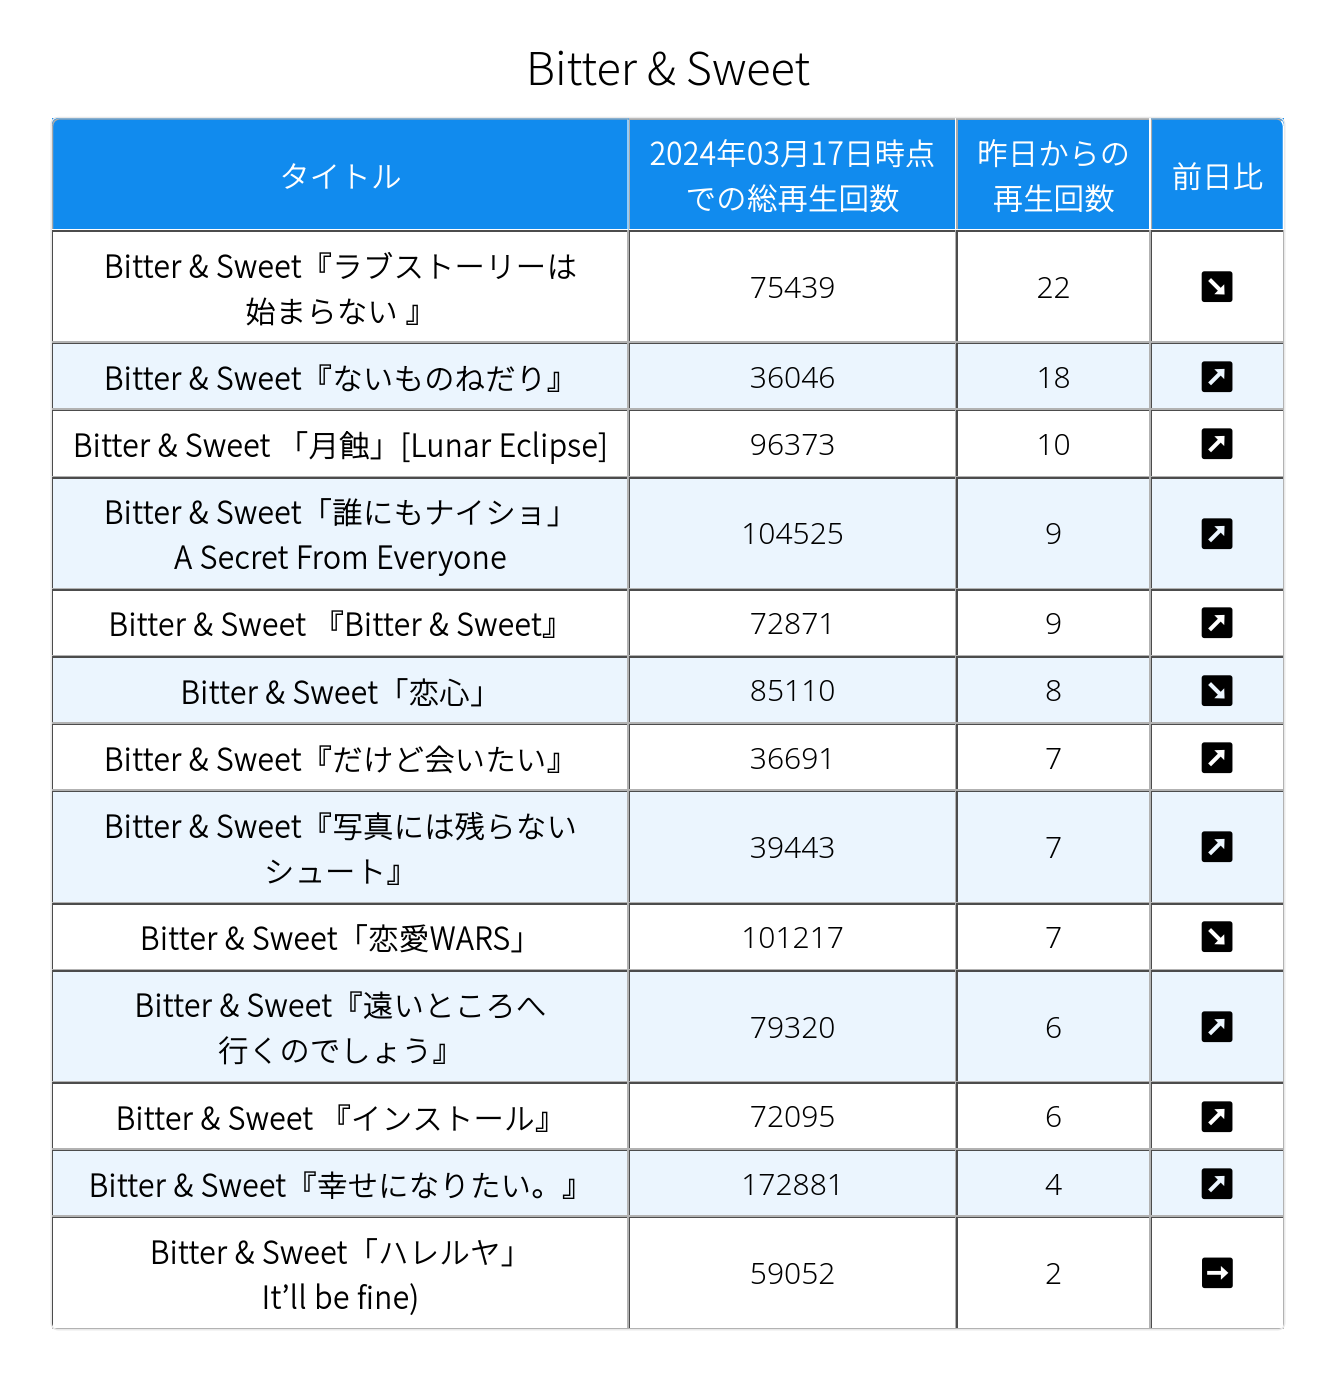 Bitter & Sweet
タイトル
2024年03月17日時点
での総再生回数
昨日からの
再生回数
前日比
Bitter & Sweet『ラブストーリーは
始まらない 』
75439
22
Bitter & Sweet『ないものねだり』
36046
18
Bitter & Sweet 「月蝕」[Lunar Eclipse]
96373
10
Bitter & Sweet「誰にもナイショ」
A Secret From Everyone
104525
9
Bitter & Sweet 『Bitter & Sweet』
72871
9
Bitter & Sweet「恋心」
85110
8
Bitter & Sweet『だけど会いたい』
36691
7
Bitter & Sweet『写真には残らない
シュート』
39443
7
Bitter & Sweet「恋愛WARS」
101217
7
Bitter & Sweet『遠いところへ
行くのでしょう』
79320
6
Bitter & Sweet 『インストール』
72095
6
Bitter & Sweet『幸せになりたい。』
172881
4
Bitter & Sweet「ハレルヤ」
It’ll be fine)
59052
2